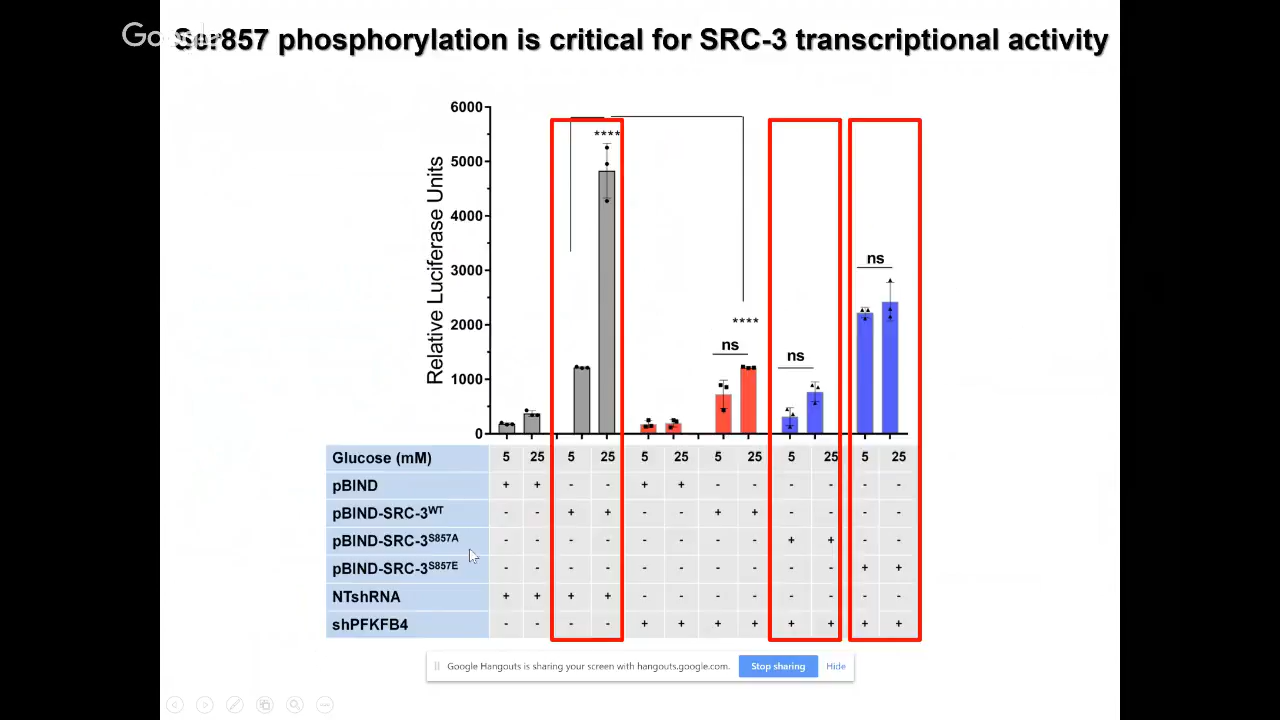 Google
Ser857 phosphorylation is critical for SRC-3 transcriptional activity
Relative Luciferase Units
6000
5000
4000
3000
2000
1000
0
****
****
ns
ns
ns
Glucose (mM) 5 25 5 25 5 25 5 25 5 25 5 25
pBIND + + - - + + - - - - - -
pBIND-SRC-3WT - - + + - - + + - - - -
pBIND-SRC-3S857A - - - - - - - - + + - -
pBIND-SRC-3S857E - - - - - - - - - - + +
NTshRNA + + + + - - - - - - - -
shPFKFB4 - - - - + + + + + + + +
Google Hangouts is sharing your screen with hangouts.google.com. Stop sharing Hide